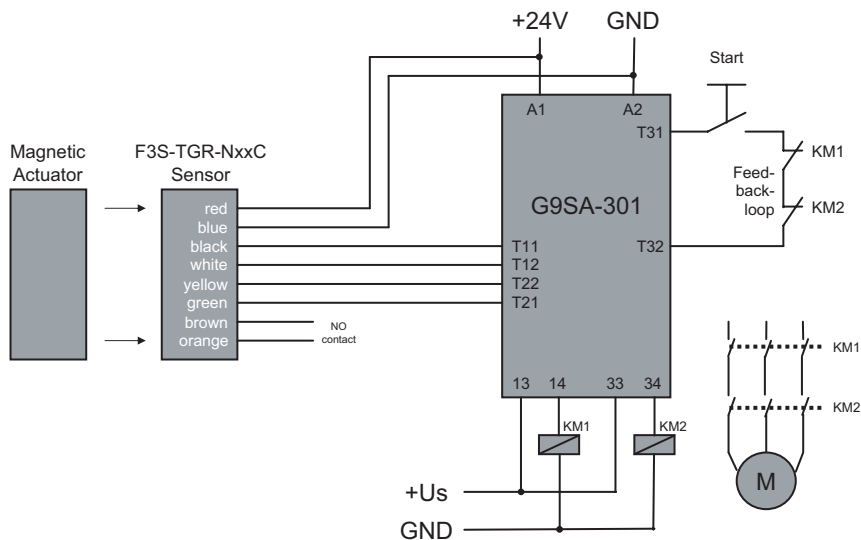 +24V
GND
Start
A1
A2
T31
KM1
Feed-
back-
loop
KM2
T32
Magnetic
Actuator
F3S-TGR-NxxC
Sensor
red
blue
black
white
yellow
green
brown
orange
NO
contact
G9SA-301
T11
T12
T22
T21
13
14
33
34
KM1
KM2
+Us
GND
KM1
KM2
M